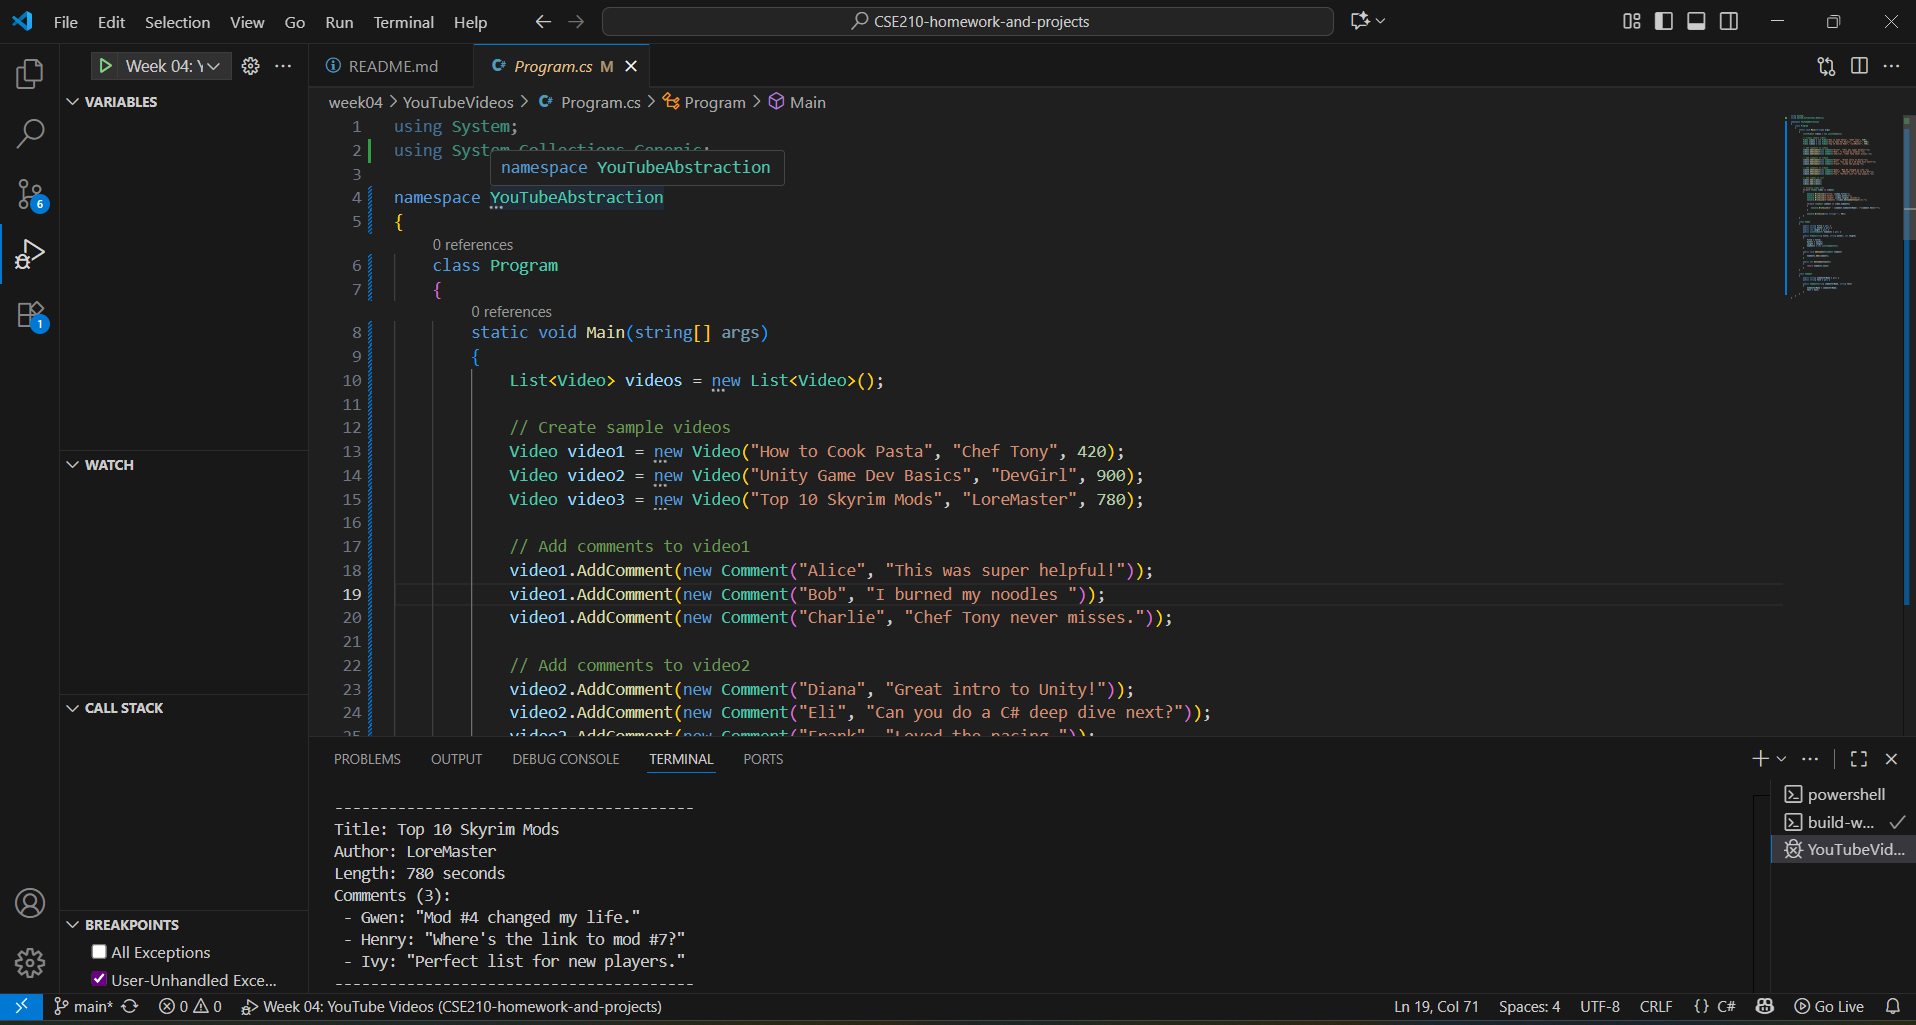 File Edit Selection View Go Run Terminal Help
CSE210-homework-and-projects
Week 04: Y
README.md
C# Program.cs M
week04 > YouTubeVideos > C# Program.cs > Program > Main
VARIABLES
WATCH
CALL STACK
BREAKPOINTS
All Exceptions
User-Unhandled Exce...
6
1
1 using System;
2 using System.Collections.Generic;
3
namespace YouTubeAbstraction
4 namespace YouTubeAbstraction
5 {
0 references
6 class Program
7 {
0 references
8 static void Main(string[] args)
9 {
10 List<Video> videos = new List<Video>();
11
12 // Create sample videos
13 Video video1 = new Video("How to Cook Pasta", "Chef Tony", 420);
14 Video video2 = new Video("Unity Game Dev Basics", "DevGirl", 900);
15 Video video3 = new Video("Top 10 Skyrim Mods", "LoreMaster", 780);
16
17 // Add comments to video1
18 video1.AddComment(new Comment("Alice", "This was super helpful!"));
19 video1.AddComment(new Comment("Bob", "I burned my noodles "));
20 video1.AddComment(new Comment("Charlie", "Chef Tony never misses."));
21
22 // Add comments to video2
23 video2.AddComment(new Comment("Diana", "Great intro to Unity!"));
24 video2.AddComment(new Comment("Eli", "Can you do a C# deep dive next?"));
25 video2.AddComment(new Comment("Frank", "Loved the pacing."));
PROBLEMS OUTPUT DEBUG CONSOLE TERMINAL PORTS
----------------------------------------
Title: Top 10 Skyrim Mods
Author: LoreMaster
Length: 780 seconds
Comments (3):
- Gwen: "Mod #4 changed my life."
- Henry: "Where's the link to mod #7?"
- Ivy: "Perfect list for new players."
----------------------------------------
powershell
build-w...
YouTubeVid...
main* 0 0 Week 04: YouTube Videos (CSE210-homework-and-projects)
Ln 19, Col 71 Spaces: 4 UTF-8 CRLF {} C# Go Live